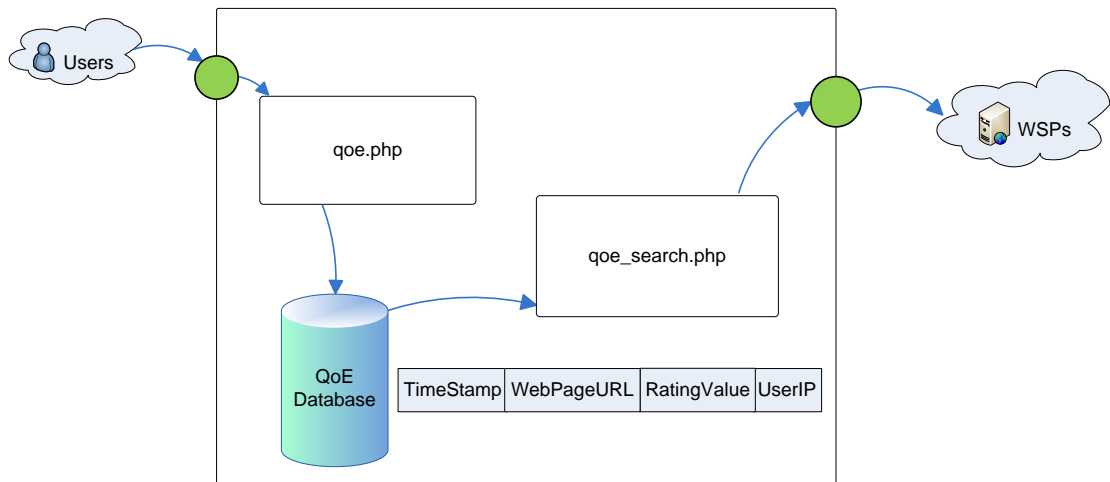 Users
qoe.php
WSPs
qoe_search.php
QoE
Database
TimeStamp WebPageURL RatingValue UserIP